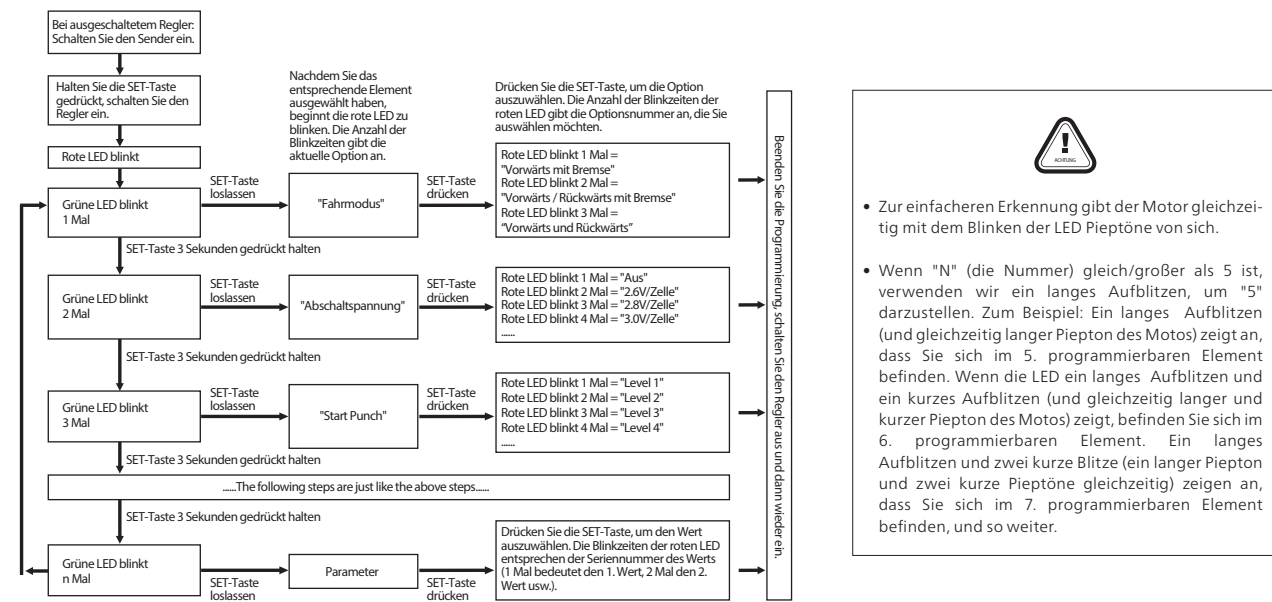 Bei ausgeschaltetem Regler:
Schalten Sie den Sender ein.
Halten Sie die SET-Taste
gedrückt, schalten Sie den
Regler ein.
Rote LED blinkt
Nachdem Sie das
entsprechende Element
ausgewählt haben,
beginnt die rote LED zu
blinken. Die Anzahl der
Blinkzeiten gibt die
aktuelle Option an.
Drücken Sie die SET-Taste, um die Option
auszuwählen. Die Anzahl der Blinkzeiten der
roten LED gibt die Optionsnummer an, die Sie
auswählen möchten.
Grüne LED blinkt
1 Mal
SET-Taste
loslassen
"Fahrmodus"
SET-Taste
drücken
Rote LED blinkt 1 Mal =
"Vorwärts mit Bremse"
Rote LED blinkt 2 Mal =
"Vorwärts / Rückwärts mit Bremse"
Rote LED blinkt 3 Mal =
"Vorwärts und Rückwärts"
SET-Taste 3 Sekunden gedrückt halten
Grüne LED blinkt
2 Mal
SET-Taste
loslassen
"Abschaltspannung"
SET-Taste
drücken
Rote LED blinkt 1 Mal = "Aus"
Rote LED blinkt 2 Mal = "2.6V/Zelle"
Rote LED blinkt 3 Mal = "2.8V/Zelle"
Rote LED blinkt 4 Mal = "3.0V/Zelle"
......
SET-Taste 3 Sekunden gedrückt halten
Grüne LED blinkt
3 Mal
SET-Taste
loslassen
"Start Punch"
SET-Taste
drücken
Rote LED blinkt 1 Mal = "Level 1"
Rote LED blinkt 2 Mal = "Level 2"
Rote LED blinkt 3 Mal = "Level 3"
Rote LED blinkt 4 Mal = "Level 4"
......
SET-Taste 3 Sekunden gedrückt halten
......The following steps are just like the above steps......
SET-Taste 3 Sekunden gedrückt halten
Grüne LED blinkt
n Mal
SET-Taste
loslassen
Parameter
SET-Taste
drücken
Drücken Sie die SET-Taste, um den Wert
auszuwählen. Die Blinkzeiten der roten LED
entsprechen der Seriennummer des Werts
(1 Mal bedeutet den 1. Wert, 2 Mal den 2.
Wert usw.).
Beenden Sie die Programmierung, schalten Sie den Regler aus und dann wieder ein.
ACHTUNG
• Zur einfacheren Erkennung gibt der Motor gleichzei-
tig mit dem Blinken der LED Pieptöne von sich.
• Wenn "N" (die Nummer) gleich/großer als 5 ist,
verwenden wir ein langes Aufblitzen, um "5"
darzustellen. Zum Beispiel: Ein langes Aufblitzen
(und gleichzeitig langer Piepton des Motos) zeigt an,
dass Sie sich im 5. programmierbaren Element
befinden. Wenn die LED ein langes Aufblitzen und
ein kurzes Aufblitzen (und gleichzeitig langer und
kurzer Piepton des Motos) zeigt, befinden Sie sich im
6. programmierbaren Element. Ein langes
Aufblitzen und zwei kurze Blitze (ein langer Piepton
und zwei kurze Pieptöne gleichzeitig) zeigen an,
dass Sie sich im 7. programmierbaren Element
befinden, und so weiter.